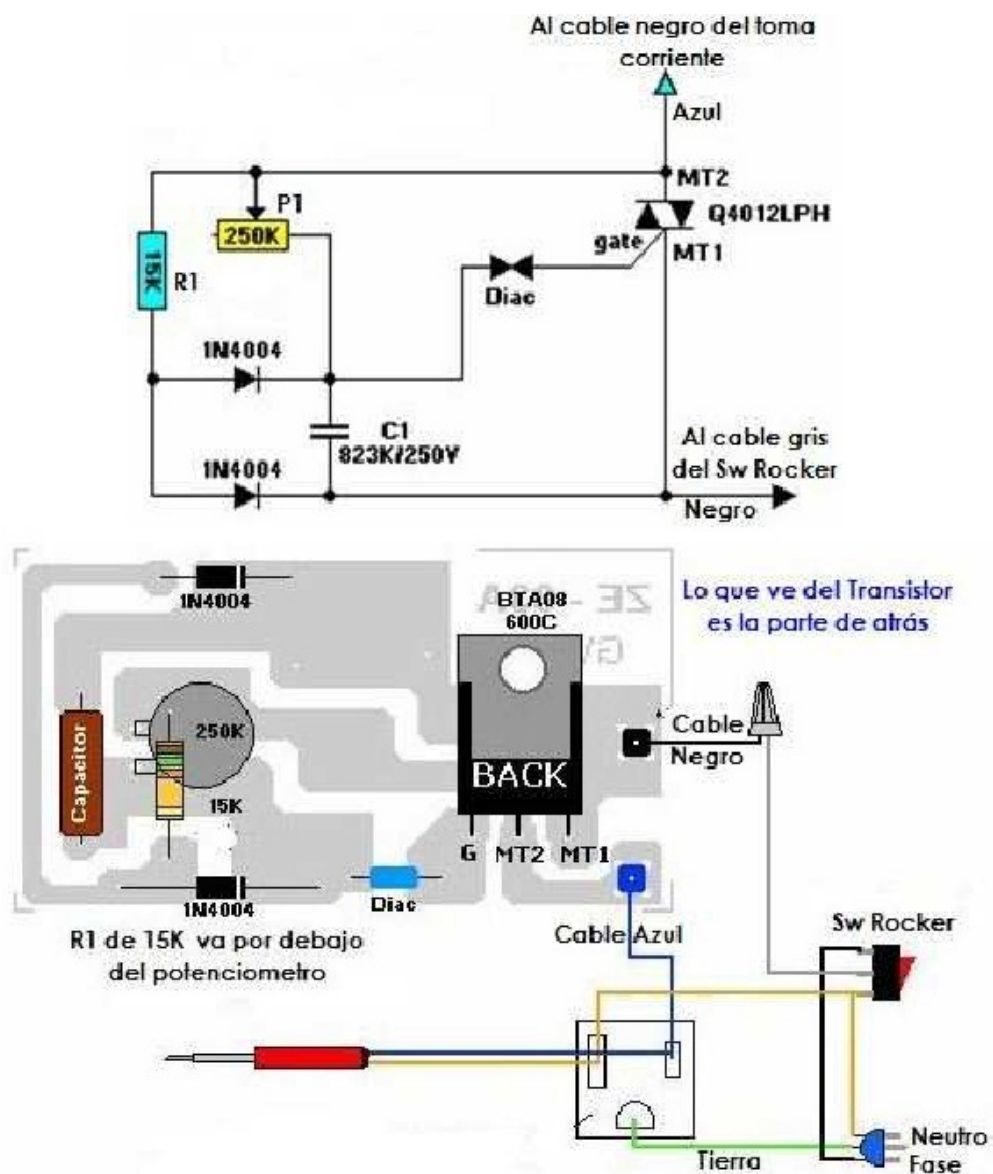 Al cable negro del toma
corriente
Azul
MT2
P1
Q4012LPH
250K
gate
MT1
15K
R1
Diac
1N4004
C1
823K/250V
Al cable gris
del Sw Rocker
1N4004
Negro
ZE - 
Lo que ve del Transistor
es la parte de atrás
1N4004
BTA08
600C
Cable
Negro
250K
Capacitor
BACK
15K
G MT2 MT1
1N4004
Diac
Cable Azul
Sw Rocker
R1 de 15K va por debajo
del potenciometro
Neutro
Tierra
Fase